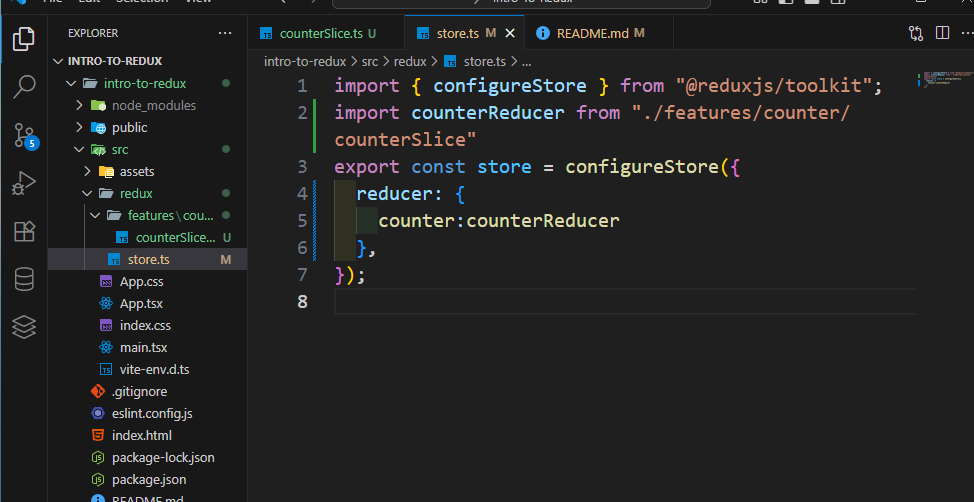 EXPLORER
INTRO-TO-REDUX
intro-to-redux
node_modules
public
src
assets
redux
features\cou...
counterSlice... U
store.ts M
App.css
App.tsx
index.css
main.tsx
vite-env.d.ts
.gitignore
eslint.config.js
index.html
package-lock.json
package.json
README.md
5
counterSlice.ts U
store.ts M
README.md M
intro-to-redux > src > redux > store.ts > ...
1 import { configureStore } from "@reduxjs/toolkit";
2 import counterReducer from "./features/counter/
counterSlice"
3 export const store = configureStore({
4 reducer: {
5 counter:counterReducer
6 },
7 });
8